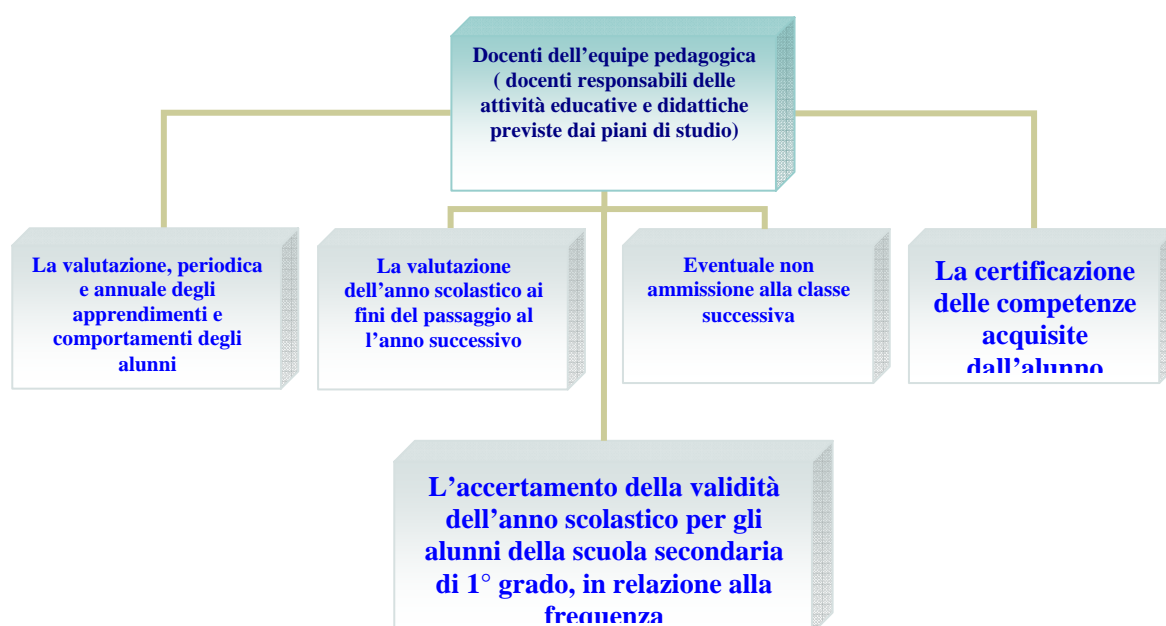 Docenti dell’equipe pedagogica
( docenti responsabili delle
attività educative e didattiche
previste dai piani di studio)
La valutazione, periodica
e annuale degli
apprendimenti e
comportamenti degli
alunni
La valutazione
dell’anno scolastico ai
fini del passaggio al
l’anno successivo
Eventuale non
ammissione alla classe
successiva
La certificazione
delle competenze
acquisite
dall’alunno
L’accertamento della validità
dell’anno scolastico per gli
alunni della scuola secondaria
di 1° grado, in relazione alla
frequenza